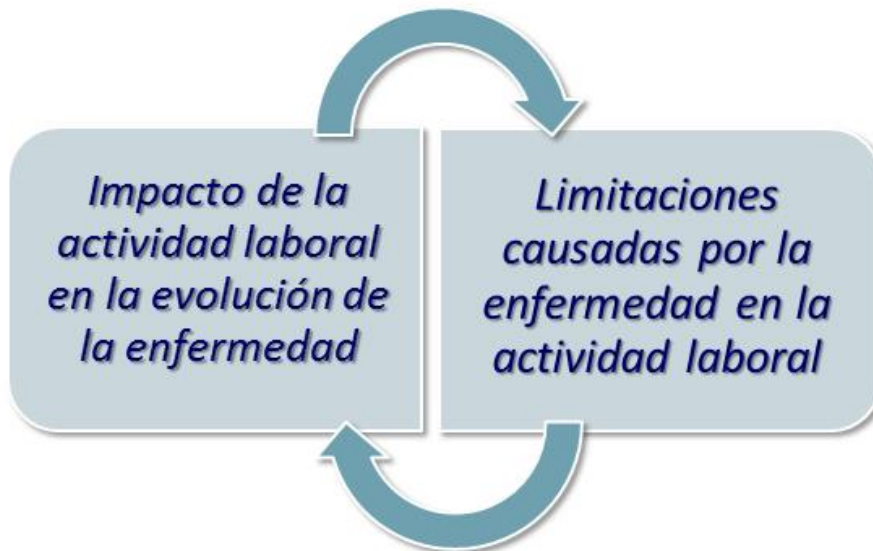 Impacto de la
actividad laboral
en la evolución de
la enfermedad
Limitaciones
causadas por la
enfermedad en la
actividad laboral